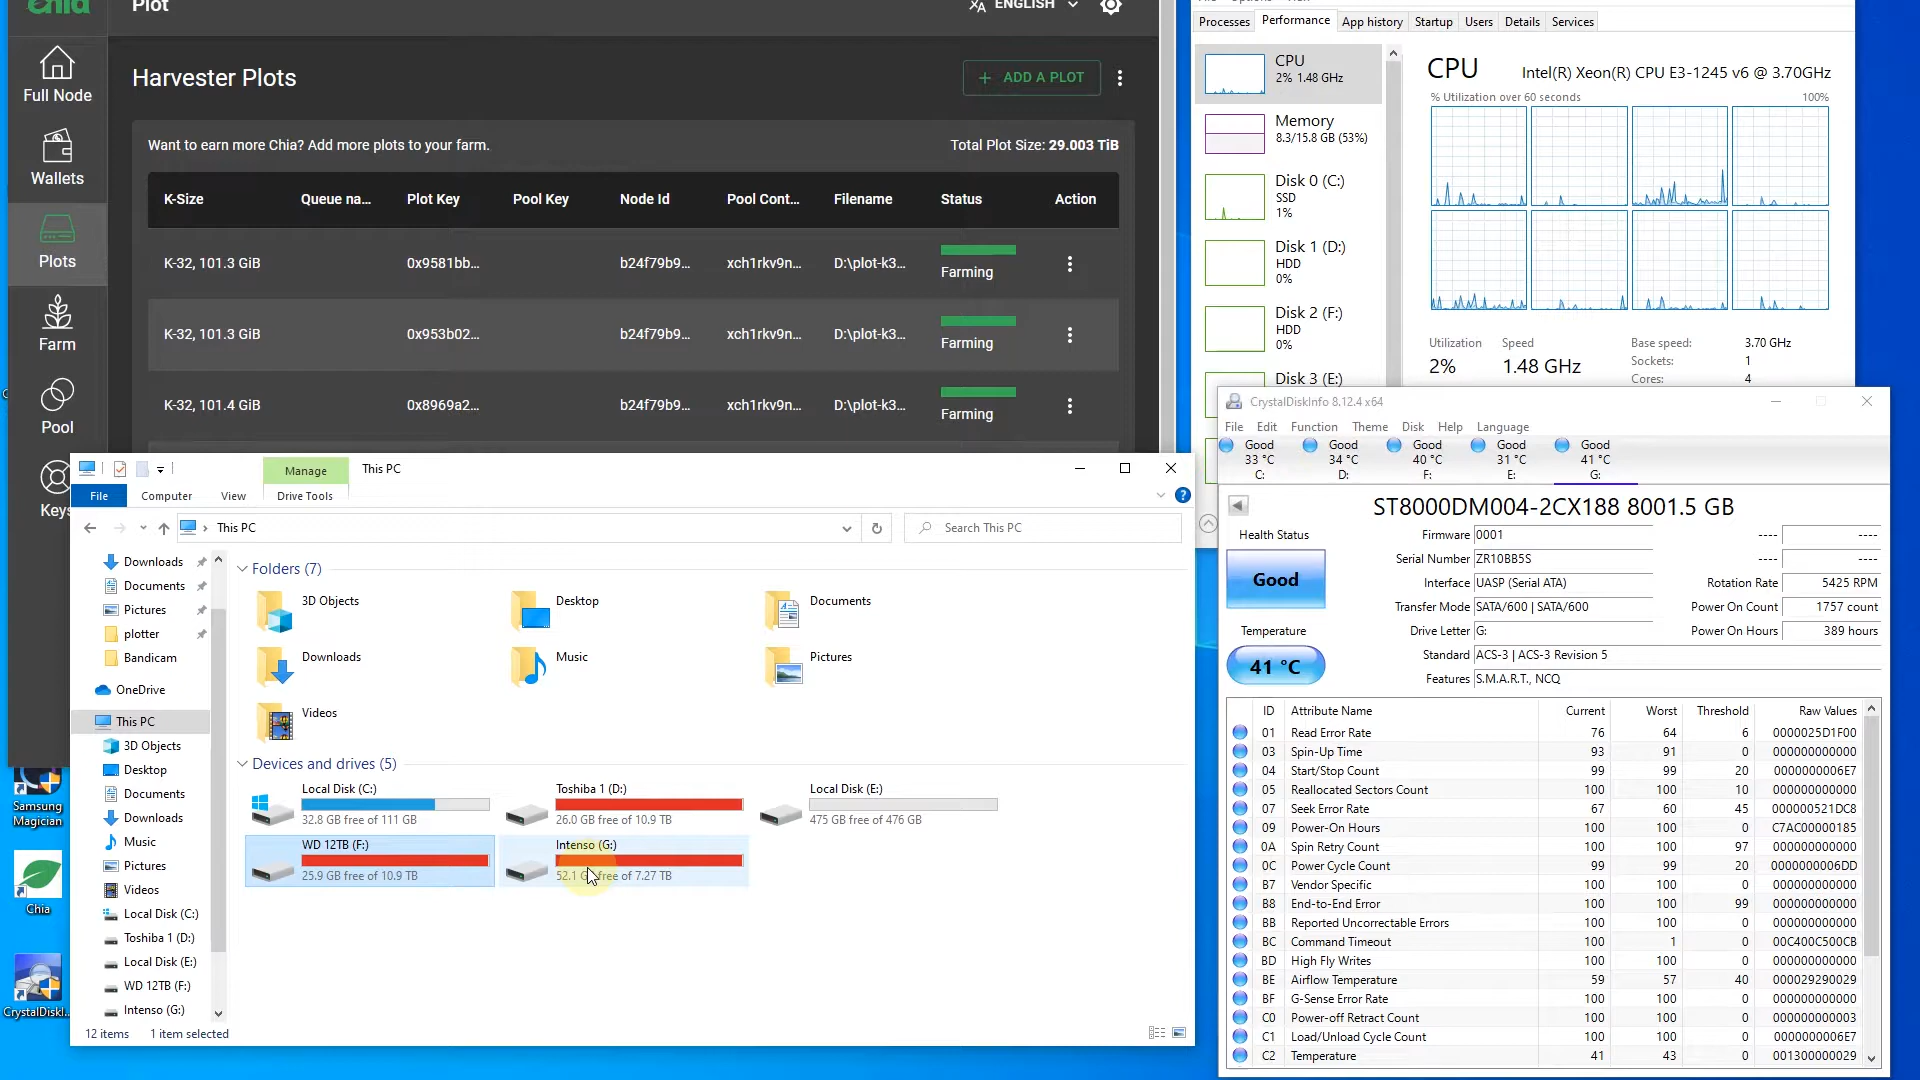 Chia
Plot
ENGLISH
Full Node
Wallets
Plots
Farm
Pool
Keys
Harvester Plots
ADD A PLOT
Want to earn more Chia? Add more plots to your farm.
Total Plot Size: 29.003 TiB
K-Size Queue na... Plot Key Pool Key Node Id Pool Cont... Filename Status Action
K-32, 101.3 GiB 0x9581bb... b24f79b9... xch1rkv9n... D:\plot-k3... Farming
K-32, 101.3 GiB 0x953b02... b24f79b9... xch1rkv9n... D:\plot-k3... Farming
K-32, 101.4 GiB 0x8969a2... b24f79b9... xch1rkv9n... D:\plot-k3... Farming
Processes Performance App history Startup Users Details Services
CPU
2% 1.48 GHz
Memory
8.3/15.8 GB (53%)
Disk 0 (C:)
SSD
1%
Disk 1 (D:)
HDD
0%
Disk 2 (F:)
HDD
0%
Disk 3 (E:)
CPU Intel(R) Xeon(R) CPU E3-1245 v6 @ 3.70GHz
% Utilization over 60 seconds 100%
Utilization Speed Base speed: 3.70 GHz
Sockets: 1
2% 1.48 GHz
Cores: 4
Manage This PC
File Computer View Drive Tools
This PC
Search This PC
Downloads
Documents
Pictures
plotter
Bandicam
OneDrive
This PC
3D Objects
Desktop
Documents
Downloads
Music
Pictures
Videos
Local Disk (C:)
Toshiba 1 (D:)
Local Disk (E:)
WD 12TB (F:)
Intenso (G:)
Folders (7)
3D Objects Desktop Documents
Downloads Music Pictures
Videos
Devices and drives (5)
Local Disk (C:) Toshiba 1 (D:) Local Disk (E:)
32.8 GB free of 111 GB 26.0 GB free of 10.9 TB 475 GB free of 476 GB
WD 12TB (F:) Intenso (G:)
25.9 GB free of 10.9 TB 52.1 free of 7.27 TB
12 items 1 item selected
Samsung
Magician
Chia
CrystalDiskI...
CrystalDiskInfo 8.12.4 x64
File Edit Function Theme Disk Help Language
Good Good Good Good Good
33 °C 34 °C 40 °C 31 °C 41 °C
C: D: F: E: G:
ST8000DM004-2CX188 8001.5 GB
Health Status
Good
Temperature
41 °C
Firmware 0001 ---- ----
Serial Number ZR10BB5S ---- ----
Interface UASP (Serial ATA) Rotation Rate 5425 RPM
Transfer Mode SATA/600 | SATA/600 Power On Count 1757 count
Drive Letter G: Power On Hours 389 hours
Standard ACS-3 | ACS-3 Revision 5
Features S.M.A.R.T., NCQ
ID Attribute Name Current Worst Threshold Raw Values
01 Read Error Rate 76 64 6 0000025D1F00
03 Spin-Up Time 93 91 0 000000000000
04 Start/Stop Count 99 99 20 0000000006E7
05 Reallocated Sectors Count 100 100 10 000000000000
07 Seek Error Rate 67 60 45 000000521DC8
09 Power-On Hours 100 100 0 C7AC00000185
0A Spin Retry Count 100 100 97 000000000000
0C Power Cycle Count 99 99 20 0000000006DD
B7 Vendor Specific 100 100 0 000000000000
B8 End-to-End Error 100 100 99 000000000000
BB Reported Uncorrectable Errors 100 100 0 000000000000
BC Command Timeout 100 1 0 00C400C500CB
BD High Fly Writes 100 100 0 000000000000
BE Airflow Temperature 59 57 40 000029290029
BF G-Sense Error Rate 100 100 0 000000000000
C0 Power-off Retract Count 100 100 0 000000000003
C1 Load/Unload Cycle Count 100 100 0 0000000006E7
C2 Temperature 41 43 0 001300000029